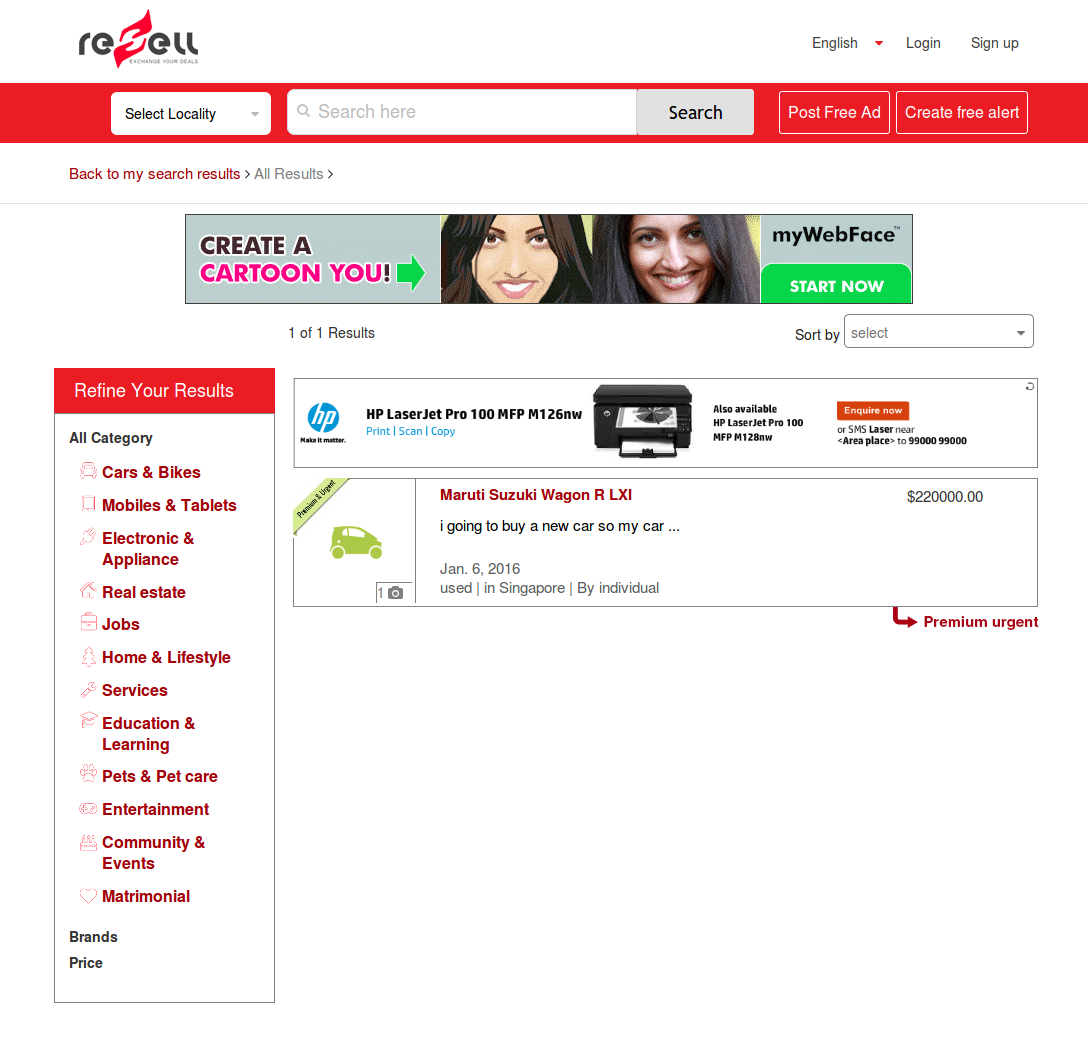 reSell
EXCHANGE YOUR DEALS
English
Login
Sign up
Select Locality
Search here
Search
Post Free Ad
Create free alert
Back to my search results › All Results ›
CREATE A
CARTOON YOU!
myWebFace™
START NOW
1 of 1 Results
Sort by
select
Refine Your Results
All Category
Cars & Bikes
Mobiles & Tablets
Electronic &
Appliance
Real estate
Jobs
Home & Lifestyle
Services
Education &
Learning
Pets & Pet care
Entertainment
Community &
Events
Matrimonial
Brands
Price
hp
Make it matter.
HP LaserJet Pro 100 MFP M126nw
Print | Scan | Copy
Also available
HP LaserJet Pro 100
MFP M128nw
Enquire now
or SMS Laser near
<Area place> to 99000 99000
Premium & Urgent
1
Maruti Suzuki Wagon R LXI
$220000.00
i going to buy a new car so my car ...
Jan. 6, 2016
used | in Singapore | By individual
Premium urgent